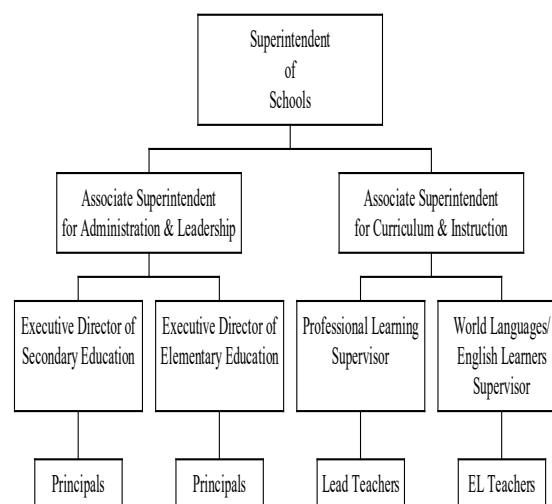 Superintendent
of
Schools
Associate Superintendent
for Administration & Leadership
Associate Superintendent
for Curriculum & Instruction
Executive Director of
Secondary Education
Executive Director of
Elementary Education
Professional Learning
Supervisor
World Languages/
English Learners
Supervisor
Principals
Principals
Lead Teachers
EL Teachers